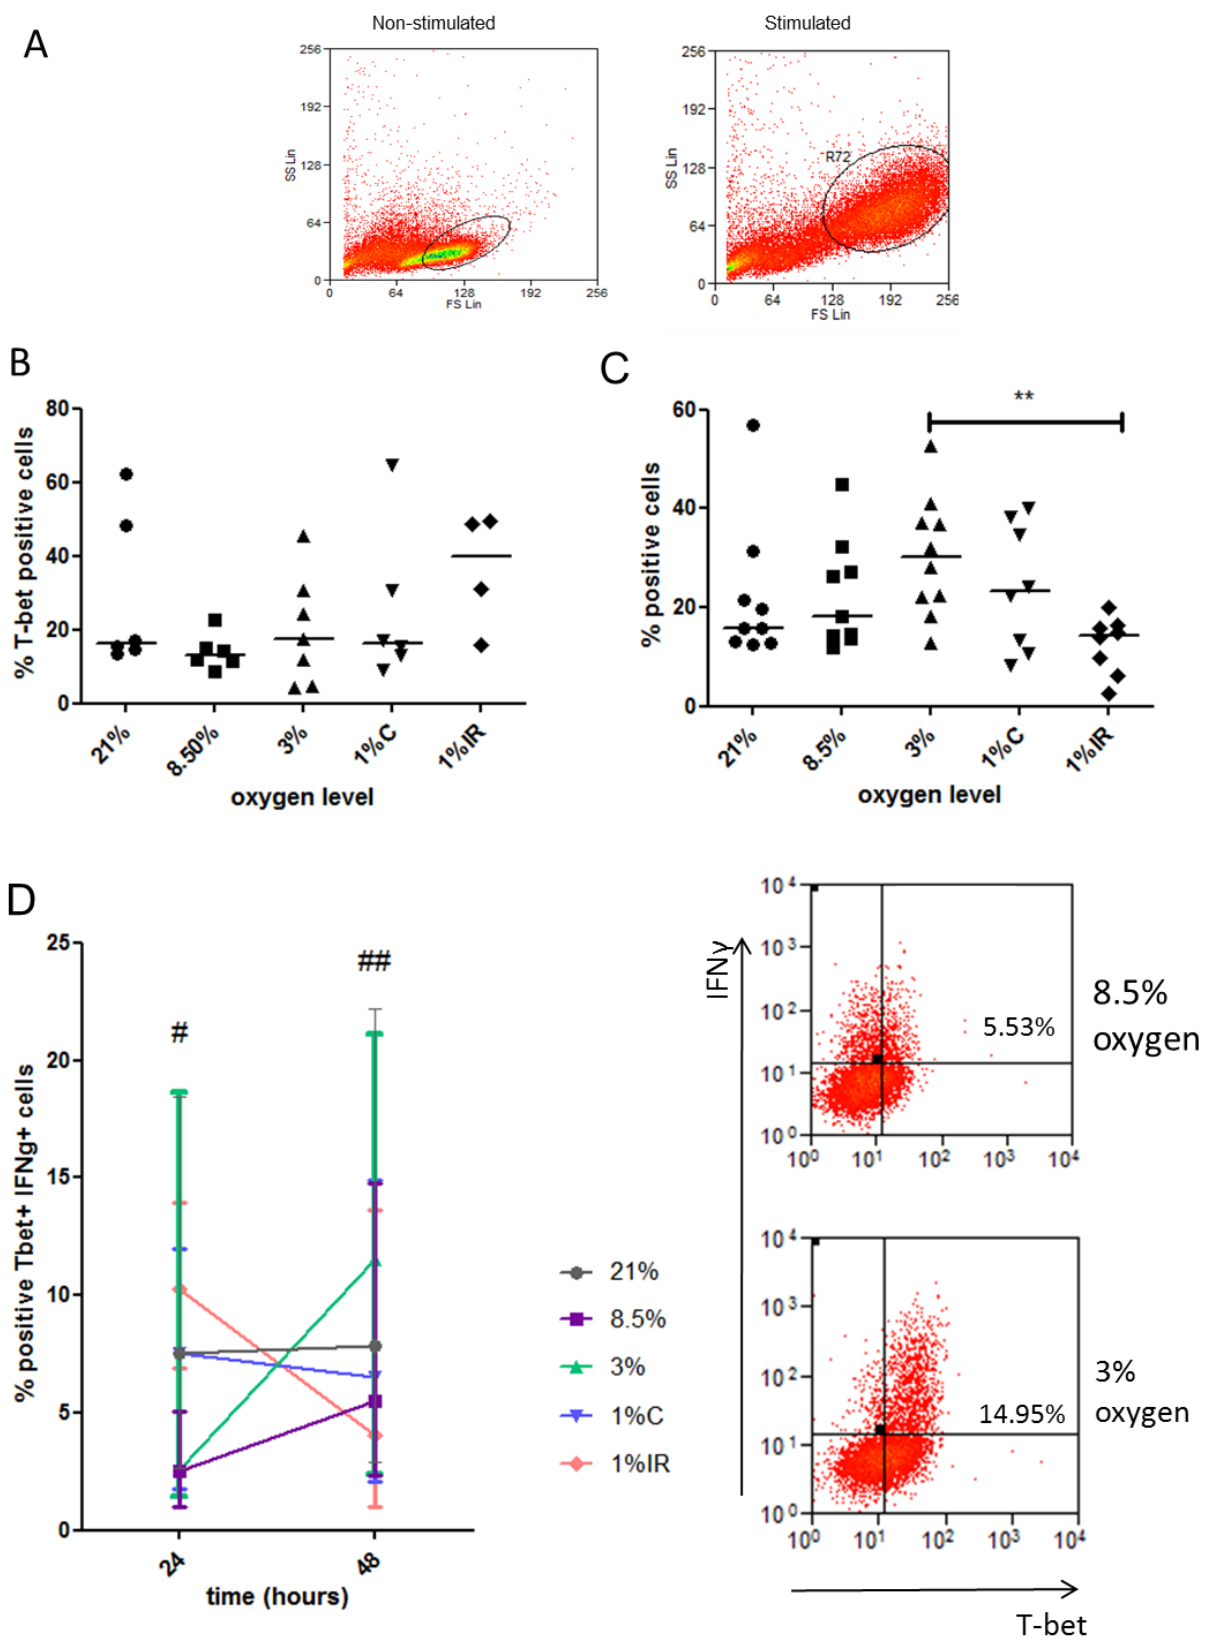 A
Non-stimulated
Stimulated
256
192
128
64
0
SS Lin
0 64 128 192 256
FS Lin
256
192
128
64
0
SS Lin
R72
0 64 128 192 256
FS Lin
B
80
60
40
20
0
% T-bet positive cells
21% 8.50% 3% 1%C 1%IR
oxygen level
C
**
60
40
20
0
% positive cells
21% 8.5% 3% 1%C 1%IR
oxygen level
D
25
20
15
10
5
0
% positive Tbet+ IFNg+ cells
#
##
24 48
time (hours)
21%
8.5%
3%
1%C
1%IR
IFNγ
10⁴
10³
10²
10¹
10⁰
5.53%
10⁰ 10¹ 10² 10³ 10⁴
8.5%
oxygen
10⁴
10³
10²
10¹
10⁰
14.95%
10⁰ 10¹ 10² 10³ 10⁴
3%
oxygen
T-bet